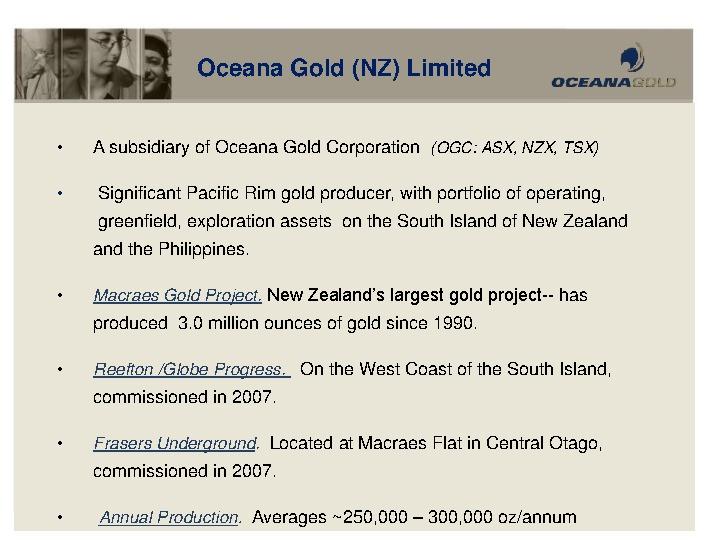 Oceana Gold (NZ) Limited
OCEANAGOLD
• A subsidiary of Oceana Gold Corporation (OGC: ASX, NZX, TSX)
• Significant Pacific Rim gold producer, with portfolio of operating,
greenfield, exploration assets on the South Island of New Zealand
and the Philippines.
• Macraes Gold Project. New Zealand’s largest gold project-- has
produced 3.0 million ounces of gold since 1990.
• Reefton /Globe Progress. On the West Coast of the South Island,
commissioned in 2007.
• Frasers Underground. Located at Macraes Flat in Central Otago,
commissioned in 2007.
• Annual Production. Averages ~250,000 – 300,000 oz/annum